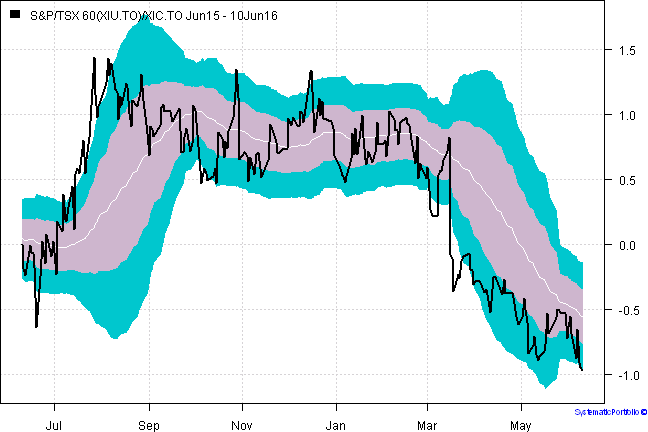 S&P/TSX 60(XIU.TO)/XIC.TO Jun15 - 10Jun16
1.5
1.0
0.5
0.0
-0.5
-1.0
SystematicPortfolio ©
Jul Sep Nov Jan Mar May